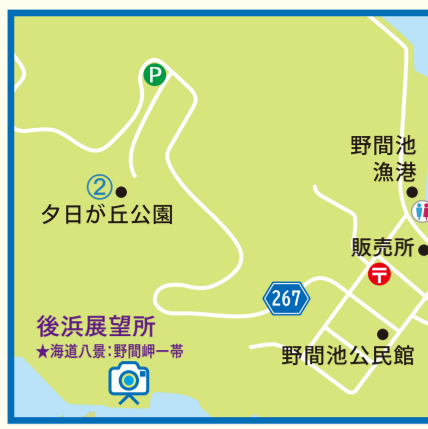 P
野間池
漁港
②
夕日が丘公園
販売所
〒
267
後浜展望所
★海道八景:野間岬一帯
野間池公民館